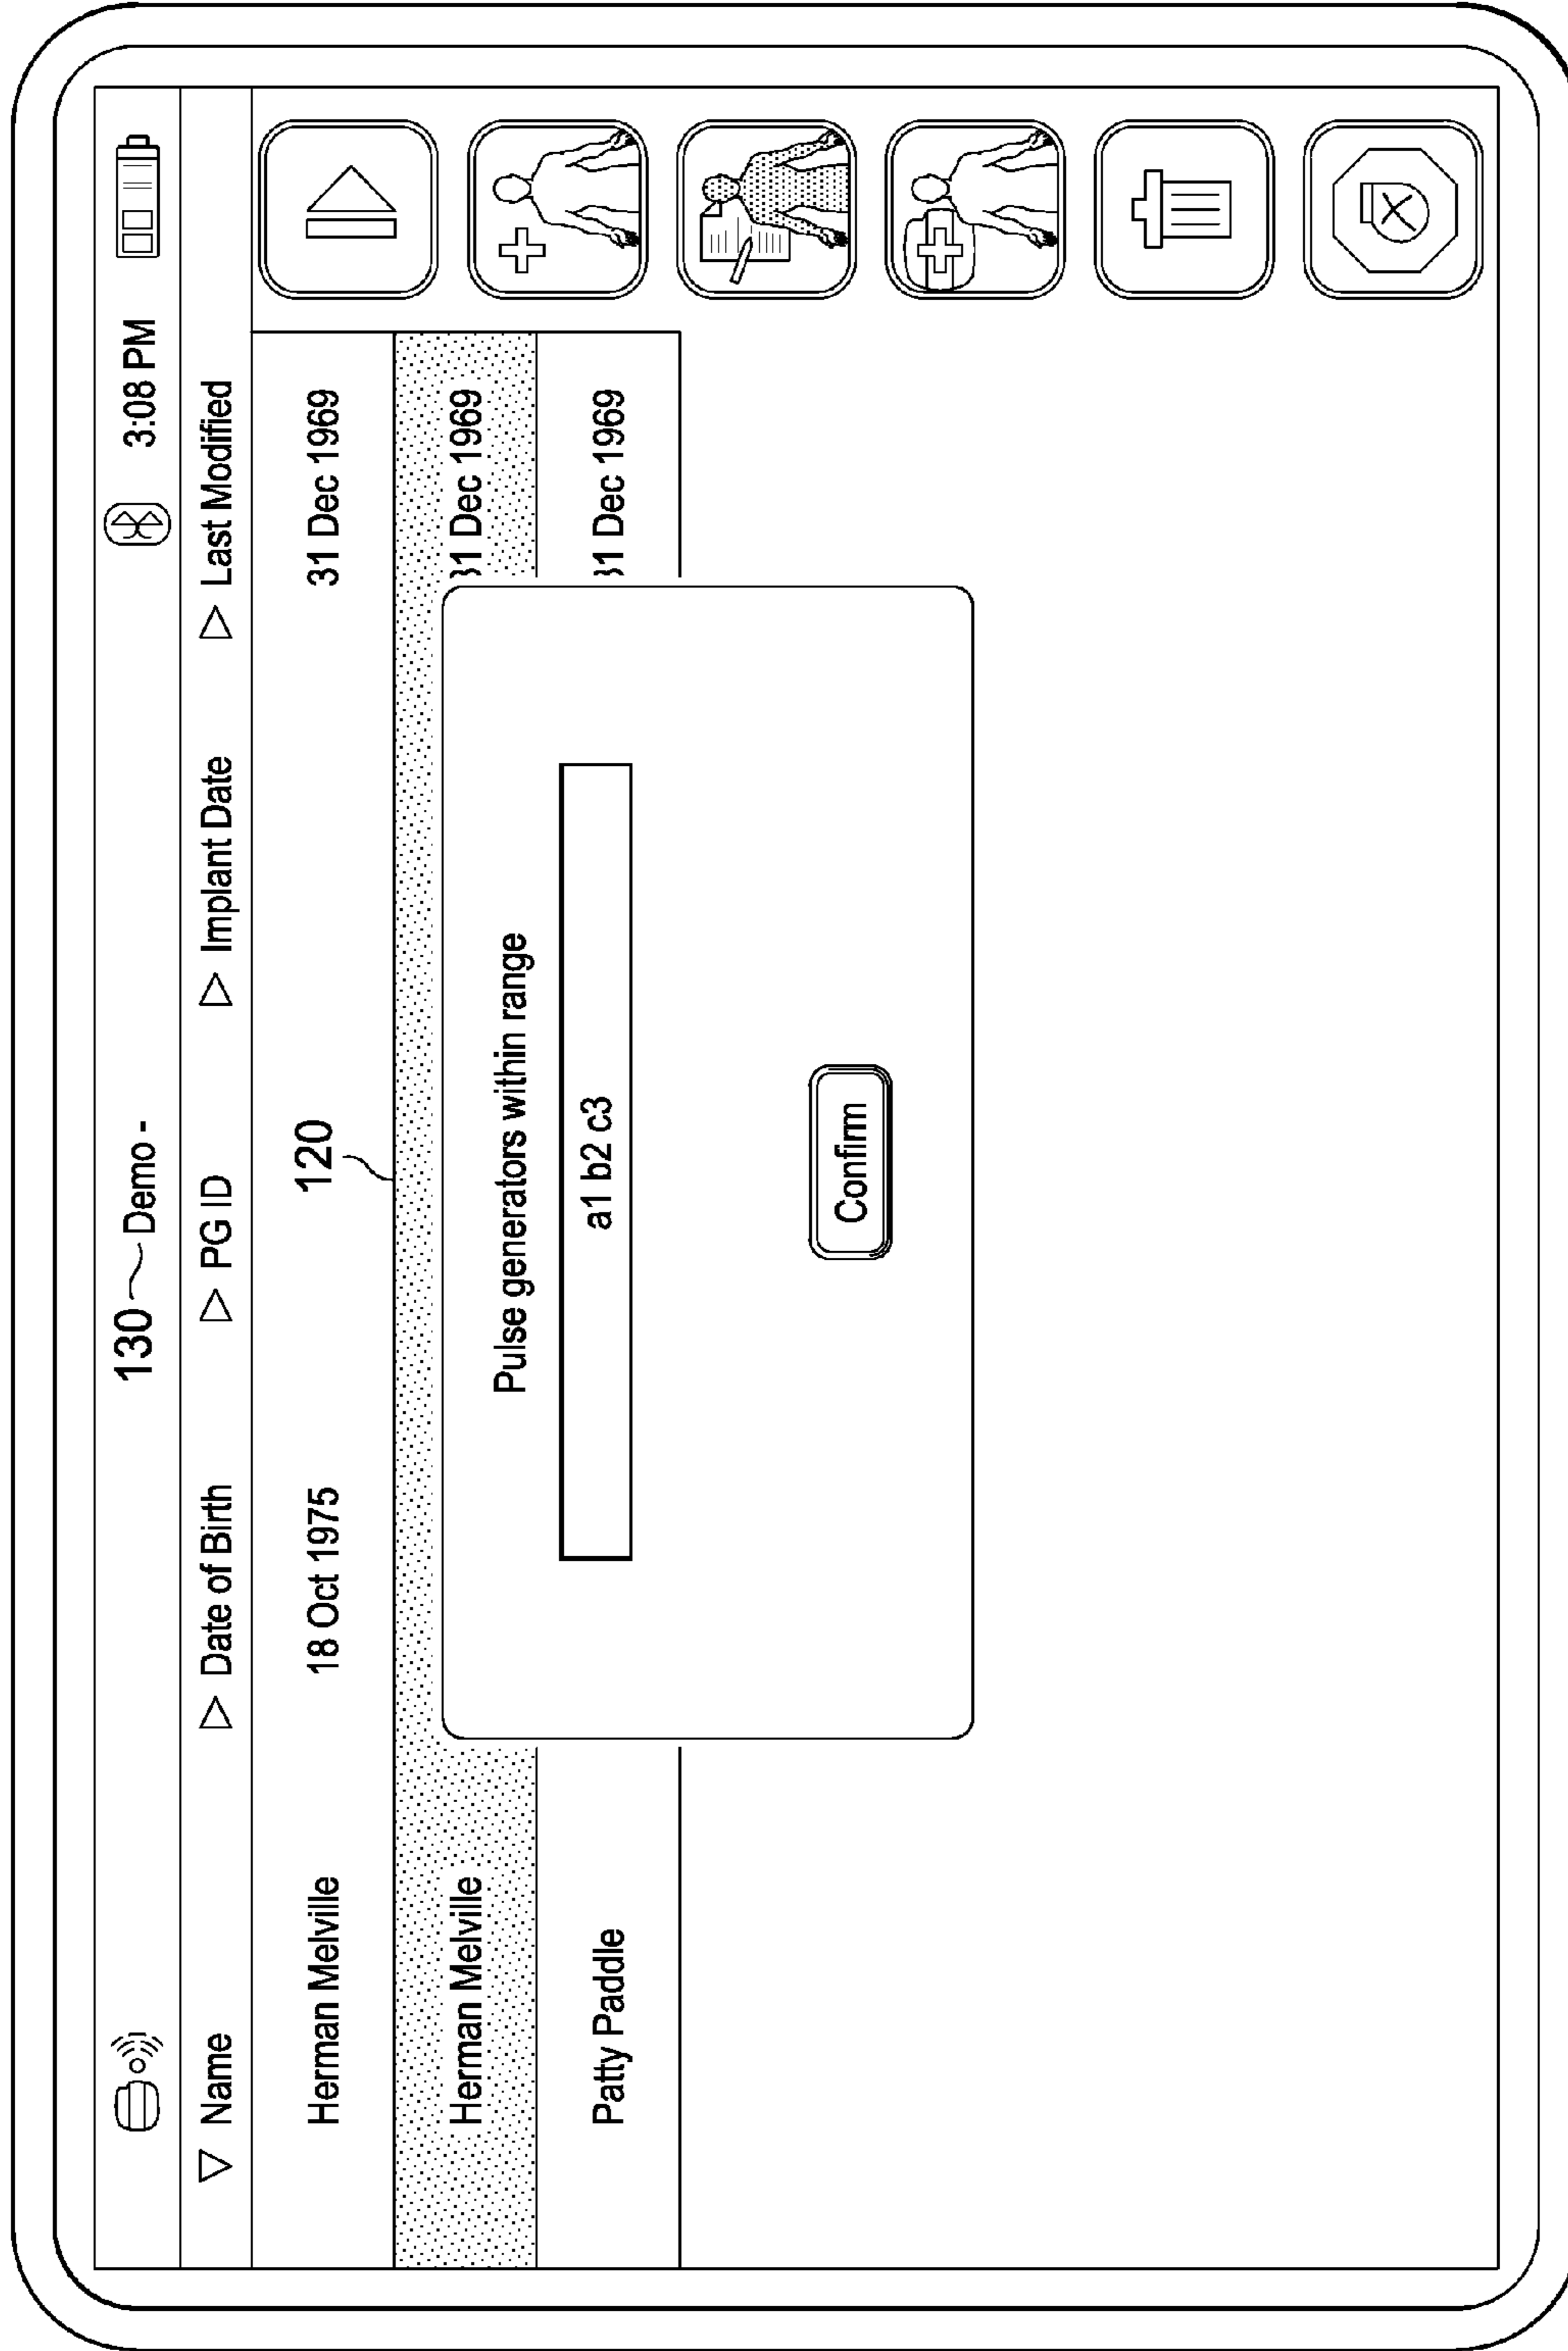 130 Demo - 3:08 PM
▽ Name ▷ Date of Birth ▷ PG ID ▷ Implant Date ▷ Last Modified
Herman Melville 18 Oct 1975 120 31 Dec 1969
Herman Melville 31 Dec 1969
Patty Paddle 31 Dec 1969
Pulse generators within range
a1 b2 c3
Confirm